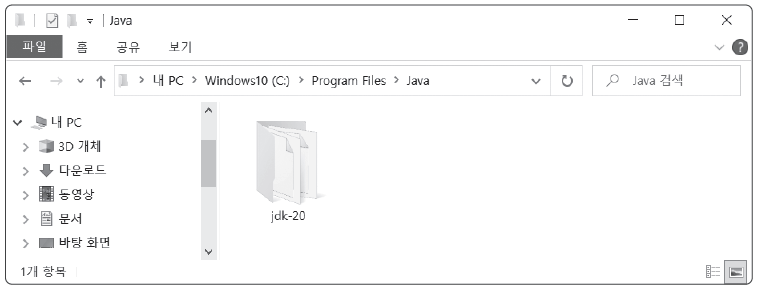 Java
파일 홈 공유 보기
내 PC > Windows10 (C:) > Program Files > Java
Java 검색
내 PC
3D 개체
다운로드
동영상
문서
바탕 화면
jdk-20
1개 항목